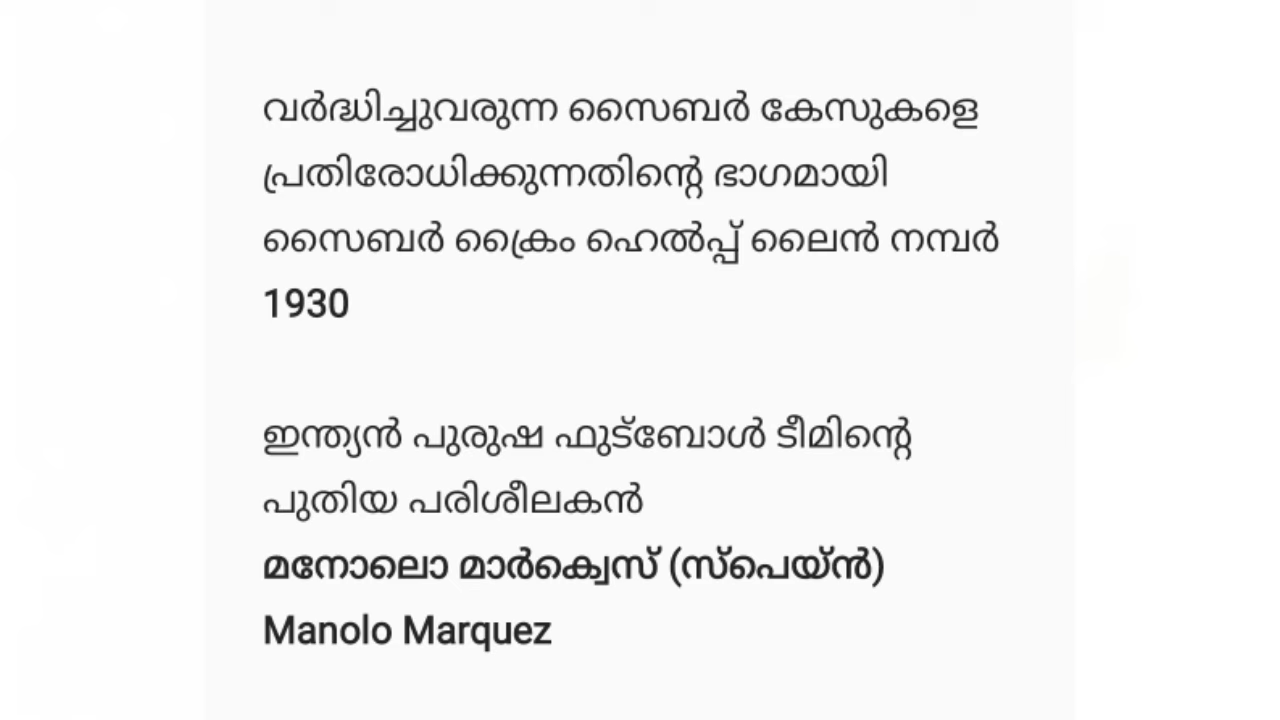 വർദ്ധിച്ചുവരുന്ന സൈബർ കേസുകളെ
പ്രതിരോധിക്കുന്നതിന്റെ ഭാഗമായി
സൈബർ ക്രൈം ഹെൽപ്പ് ലൈൻ നമ്പർ
1930
ഇന്ത്യൻ പുരുഷ ഫുട്ബോൾ ടീമിന്റെ
പുതിയ പരിശീലകൻ
മനോലൊ മാർക്വെസ് (സ്പെയ്ൻ)
Manolo Marquez